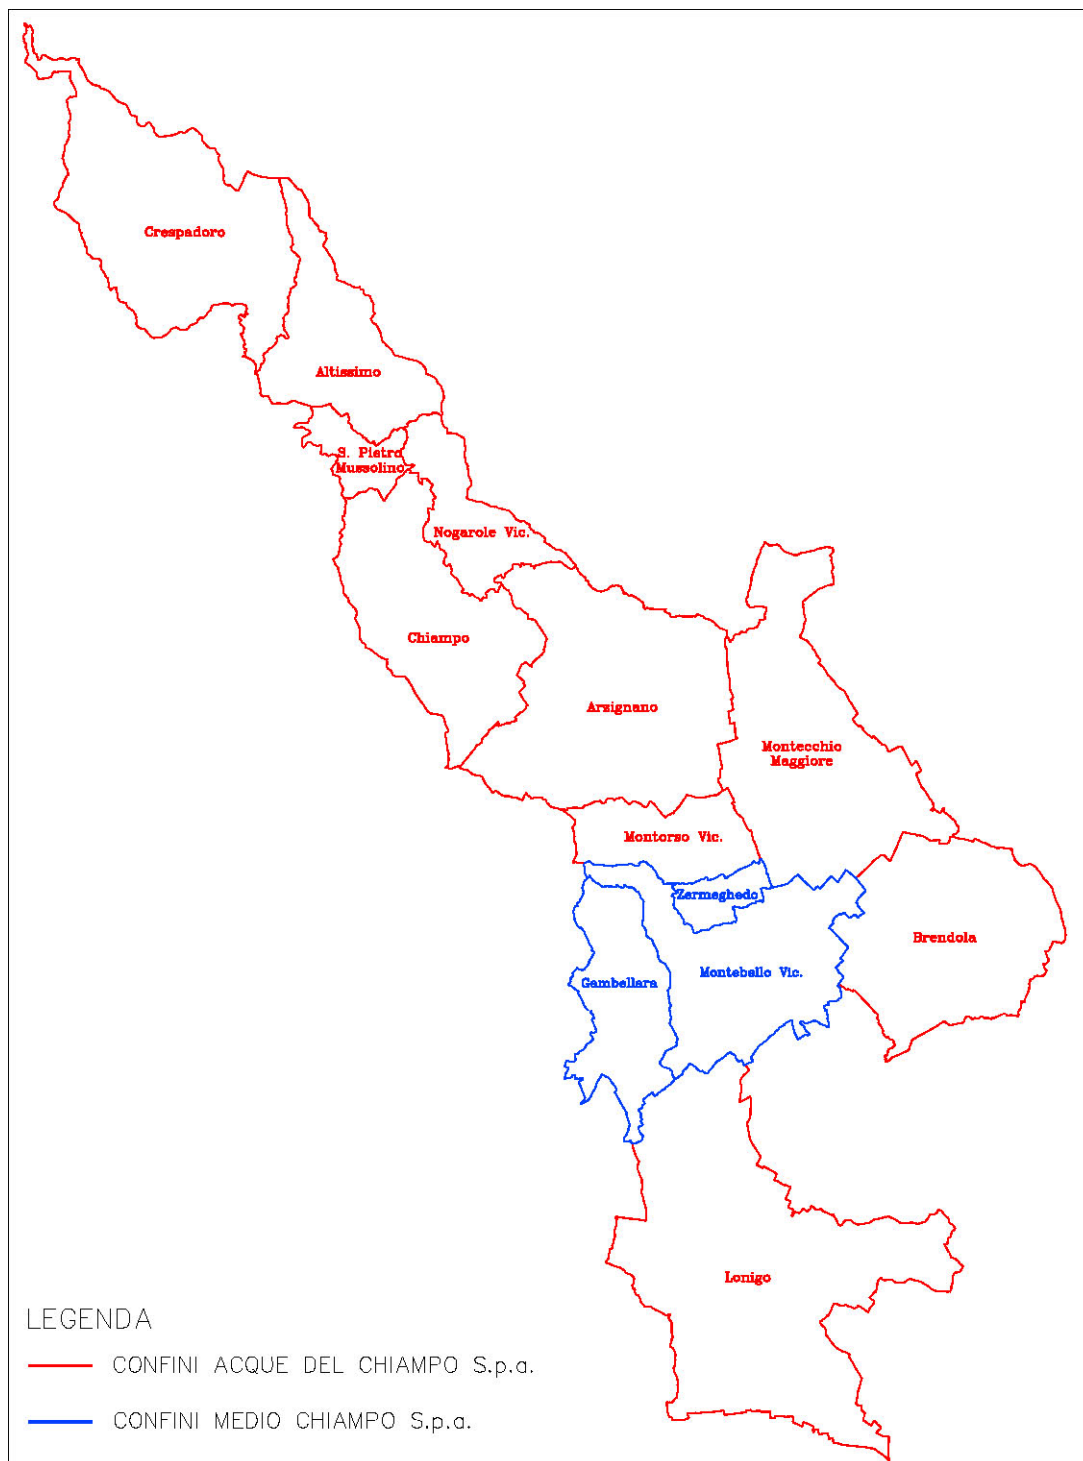 Crespadoro
Altissimo
S. Pietro
Mussolino
Nogarole Vic.
Chiampo
Arzignano
Montecchio
Maggiore
Montorso Vic.
Zermeghedo
Brendola
Montebello Vic.
Gambellara
Lonigo
LEGENDA
CONFINI ACQUE DEL CHIAMPO S.p.a.
CONFINI MEDIO CHIAMPO S.p.a.